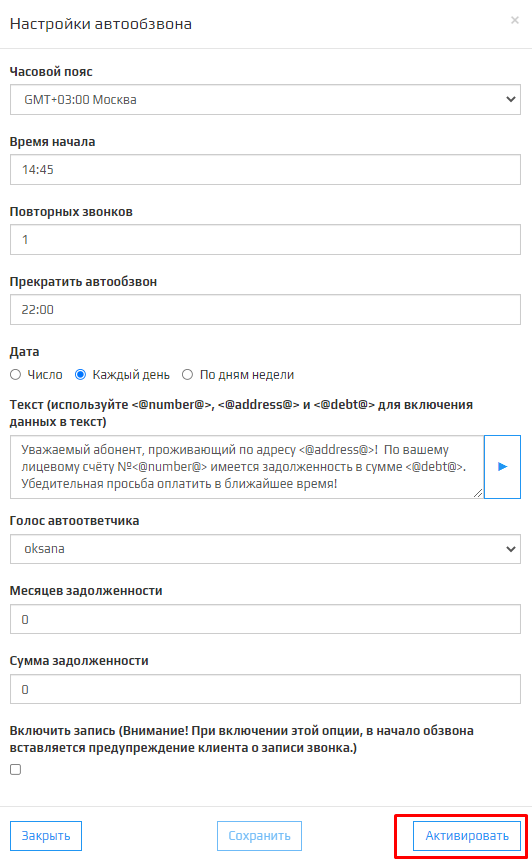 Настройки автообзвона
×
Часовой пояс
GMT+03:00 Москва
Время начала
14:45
Повторных звонков
1
Прекратить автообзвон
22:00
Дата
Число Каждый день По дням недели
Текст (используйте <@number@>, <@address@> и <@debt@> для включения
данных в текст)
Уважаемый абонент, проживающий по адресу <@address@>! По вашему
лицевому счёту №<@number@> имеется задолженность в сумме <@debt@>.
Убедительная просьба оплатить в ближайшее время!
Голос автоответчика
oksana
Месяцев задолженности
0
Сумма задолженности
0
Включить запись (Внимание! При включении этой опции, в начало обзвона
вставляется предупреждение клиента о записи звонка.)
Закрыть Сохранить Активировать